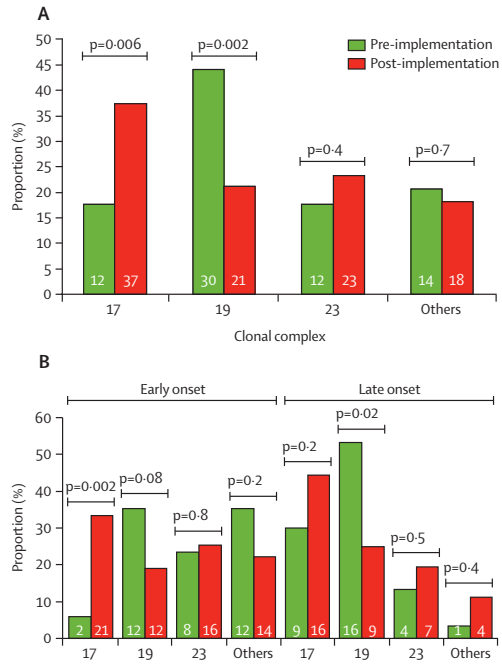 A
50
45
40
35
30
25
20
15
10
5
0
Proportion (%)
p=0·006
p=0·002
p=0·4
p=0·7
Pre-implementation
Post-implementation
12 37 30 21 12 23 14 18
17 19 23 Others
Clonal complex
B
Early onset Late onset
60
50
40
30
20
10
0
Proportion (%)
p=0·002
p=0·08
p=0·8
p=0·2
p=0·2
p=0·02
p=0·5
p=0·4
2 21 12 12 8 16 12 14 9 16 16 9 4 7 1 4
17 19 23 Others 17 19 23 Others